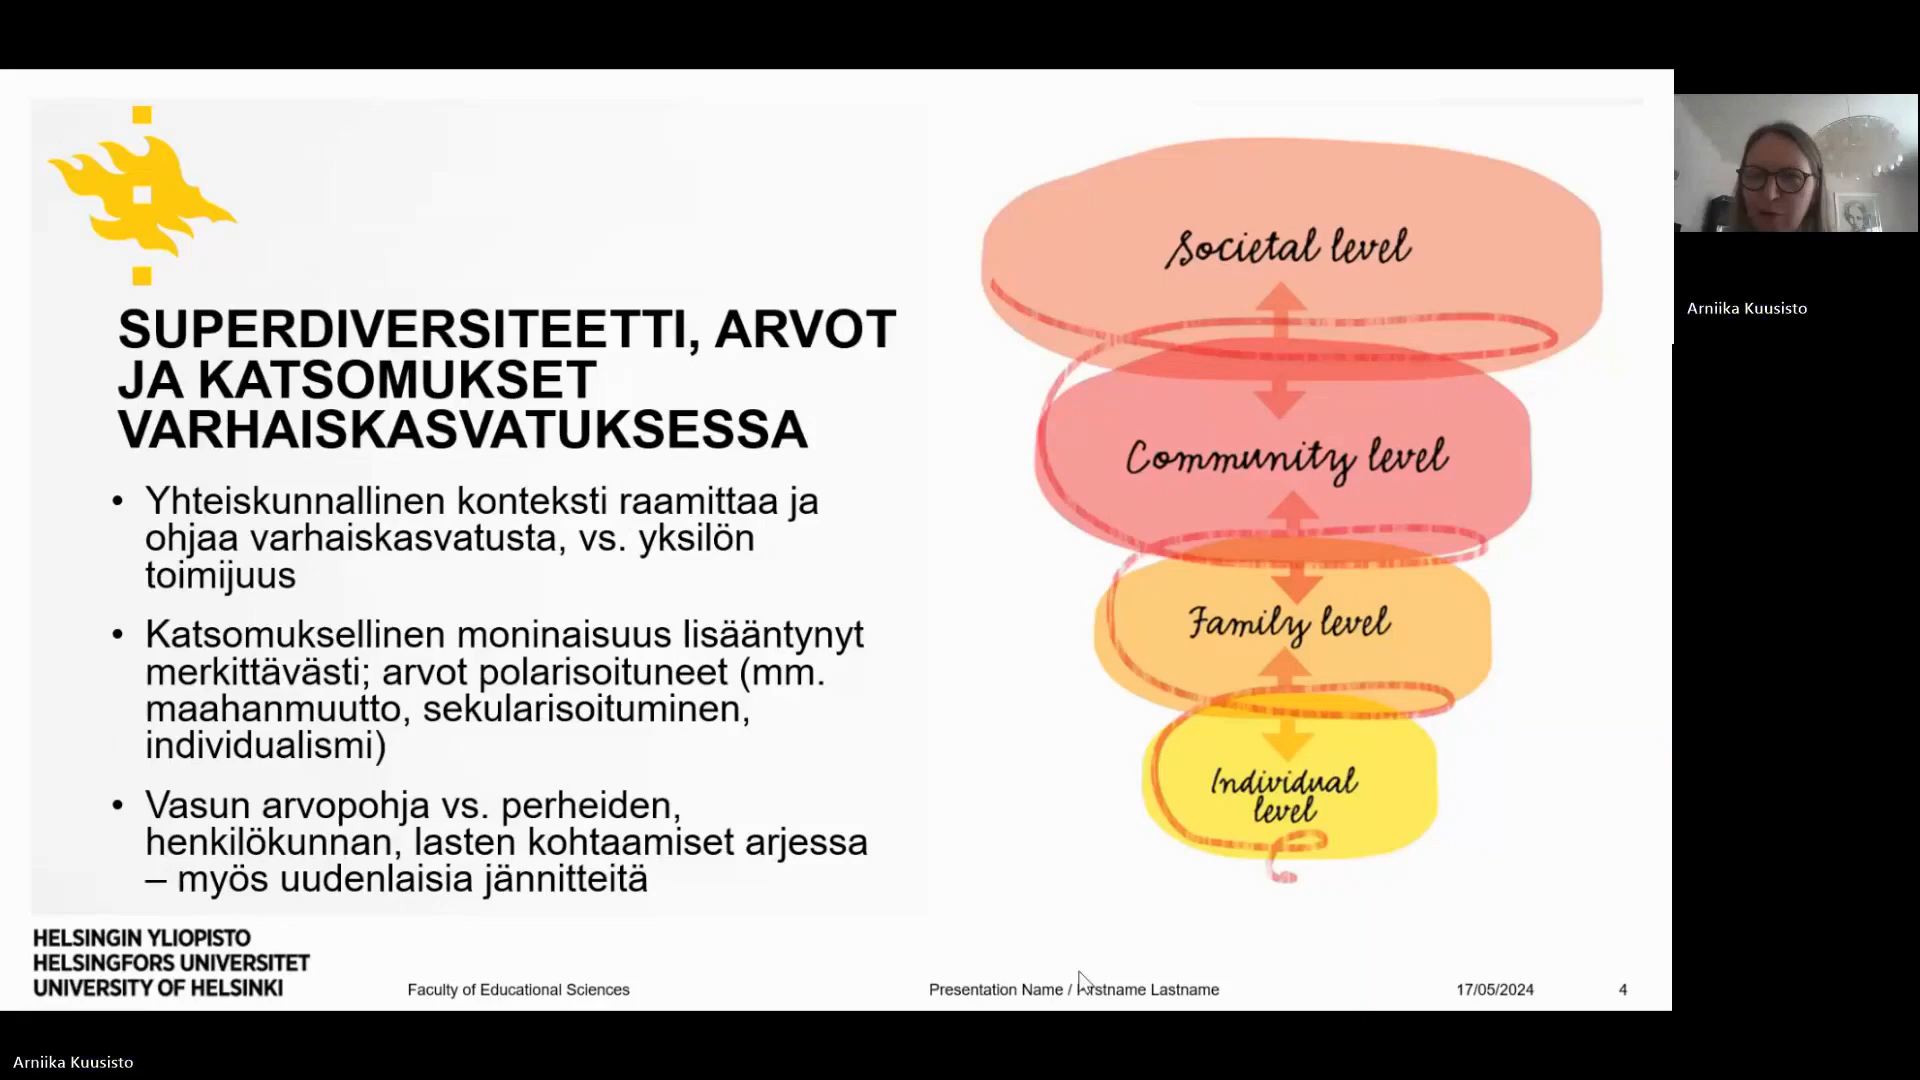 SUPERDIVERSITEETTI, ARVOT
JA KATSOMUKSET
VARHAISKASVATUKSESSA
• Yhteiskunnallinen konteksti raamittaa ja
ohjaa varhaiskasvatusta, vs. yksilön
toimijuus
• Katsomuksellinen moninaisuus lisääntynyt
merkittävästi; arvot polarisoituneet (mm.
maahanmuutto, sekularisoituminen,
individualismi)
• Vasun arvopohja vs. perheiden,
henkilökunnan, lasten kohtaamiset arjessa
– myös uudenlaisia jännitteitä
Societal level
Community level
Family level
Individual
level
HELSINGIN YLIOPISTO
HELSINGFORS UNIVERSITET
UNIVERSITY OF HELSINKI
Faculty of Educational Sciences
Presentation Name / Firstname Lastname
17/05/2024
4
Arniika Kuusisto
Arniika Kuusisto